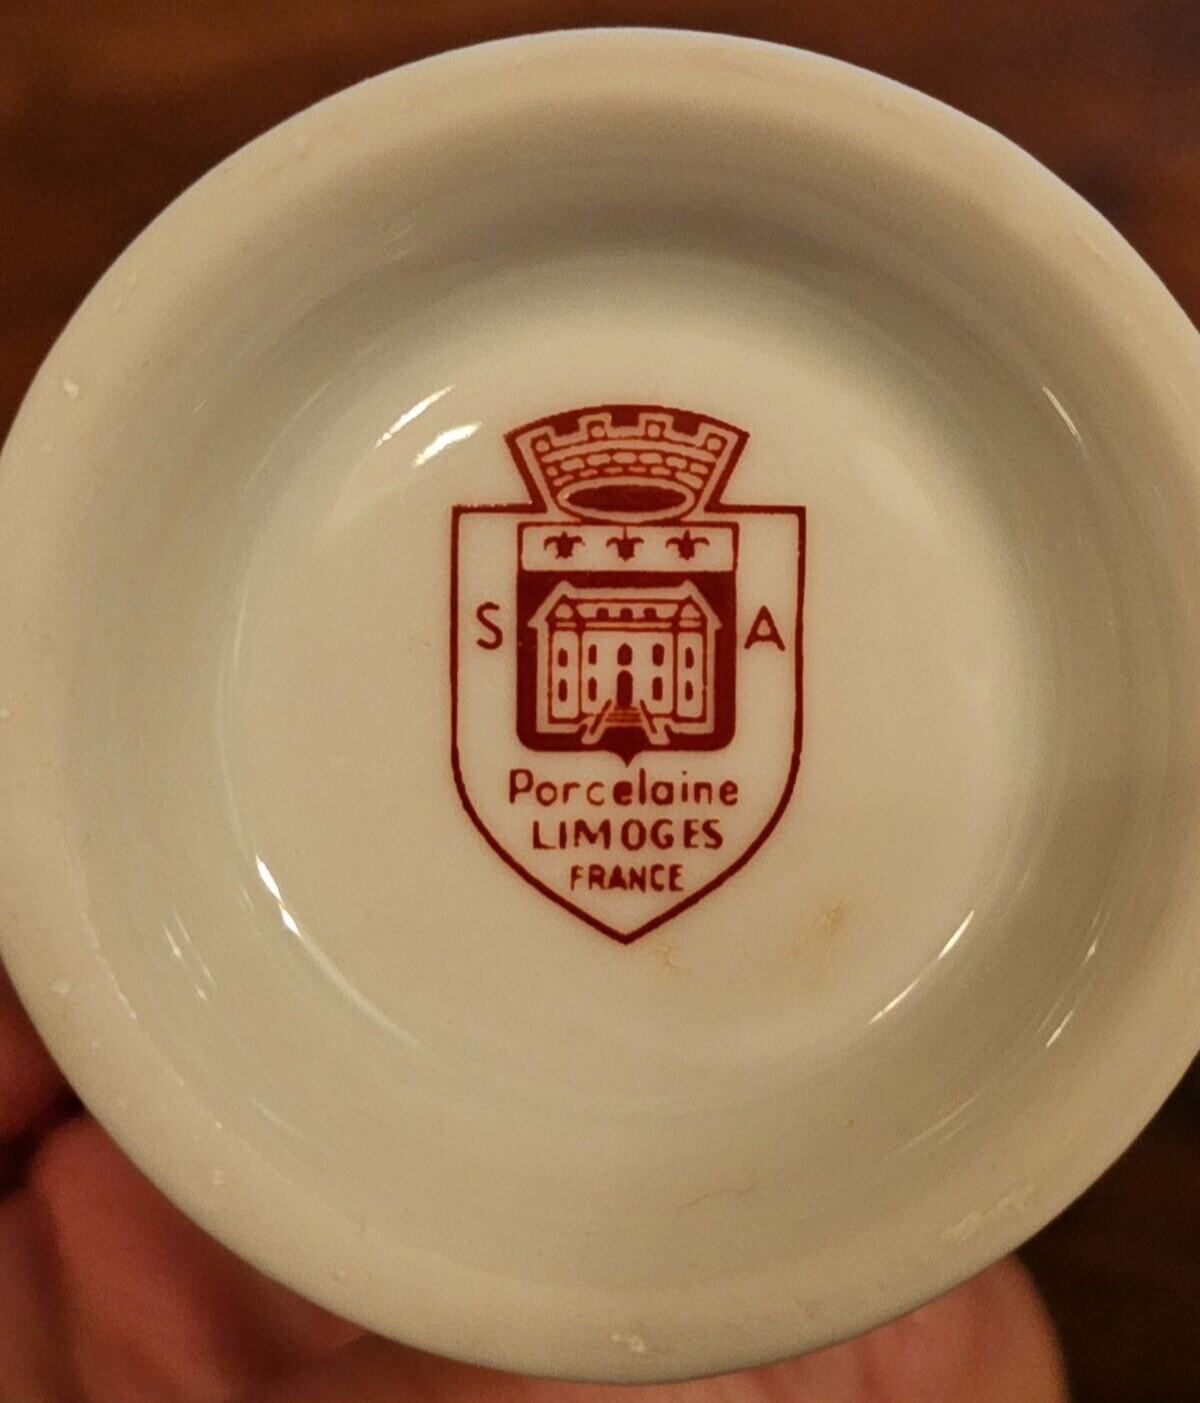 S A
Porcelaine
LIMOGES
FRANCE